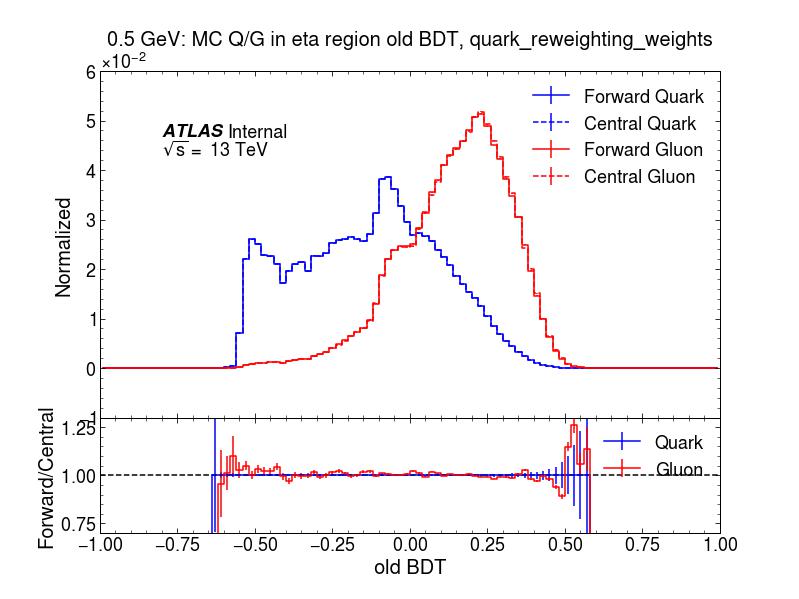 0.5 GeV: MC Q/G in eta region old BDT, quark_reweighting_weights
×10⁻²
6
5
4
3
2
1
0
−1
Normalized
ATLAS Internal
√s = 13 TeV
Forward Quark
Central Quark
Forward Gluon
Central Gluon
1.25
1.00
0.75
Forward/Central
Quark
Gluon
−1.00 −0.75 −0.50 −0.25 0.00 0.25 0.50 0.75 1.00
old BDT